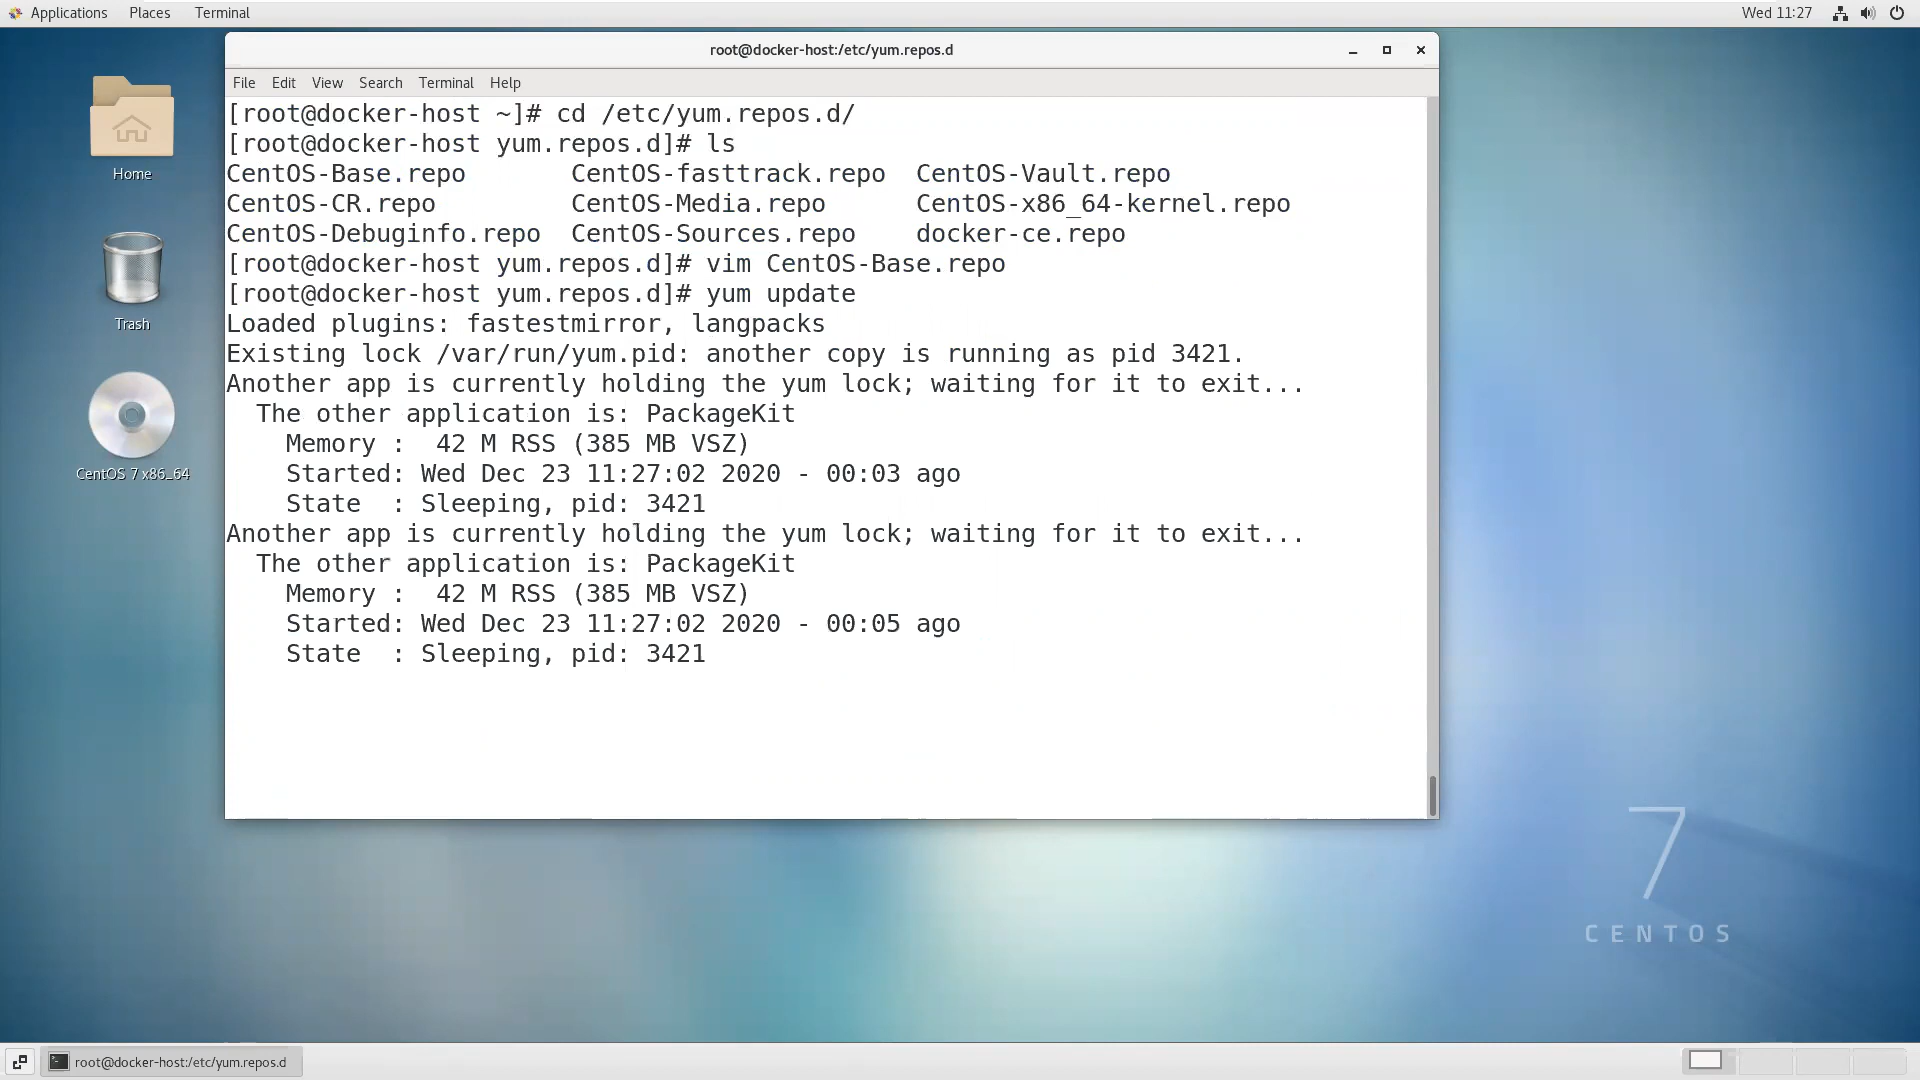 Applications Places Terminal Wed 11:27
root@docker-host:/etc/yum.repos.d
File Edit View Search Terminal Help
[root@docker-host ~]# cd /etc/yum.repos.d/
[root@docker-host yum.repos.d]# ls
CentOS-Base.repo CentOS-fasttrack.repo CentOS-Vault.repo
CentOS-CR.repo CentOS-Media.repo CentOS-x86_64-kernel.repo
CentOS-Debuginfo.repo CentOS-Sources.repo docker-ce.repo
[root@docker-host yum.repos.d]# vim CentOS-Base.repo
[root@docker-host yum.repos.d]# yum update
Loaded plugins: fastestmirror, langpacks
Existing lock /var/run/yum.pid: another copy is running as pid 3421.
Another app is currently holding the yum lock; waiting for it to exit...
  The other application is: PackageKit
    Memory :  42 M RSS (385 MB VSZ)
    Started: Wed Dec 23 11:27:02 2020 - 00:03 ago
    State  : Sleeping, pid: 3421
Another app is currently holding the yum lock; waiting for it to exit...
  The other application is: PackageKit
    Memory :  42 M RSS (385 MB VSZ)
    Started: Wed Dec 23 11:27:02 2020 - 00:05 ago
    State  : Sleeping, pid: 3421
Home
Trash
CentOS 7 x86_64
7
CENTOS
root@docker-host:/etc/yum.repos.d